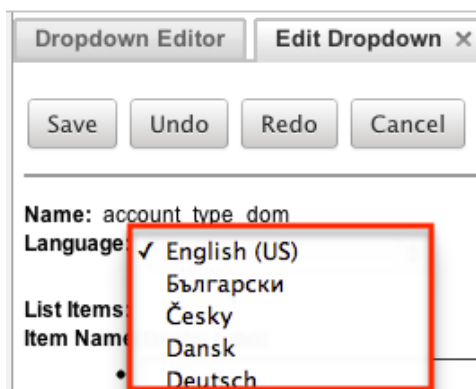 Dropdown Editor
Edit Dropdown ×
Save Undo Redo Cancel
Name: account_type_dom
Language:
✓ English (US)
Български
List Items:
Česky
Item Name
Dansk
Deutsch